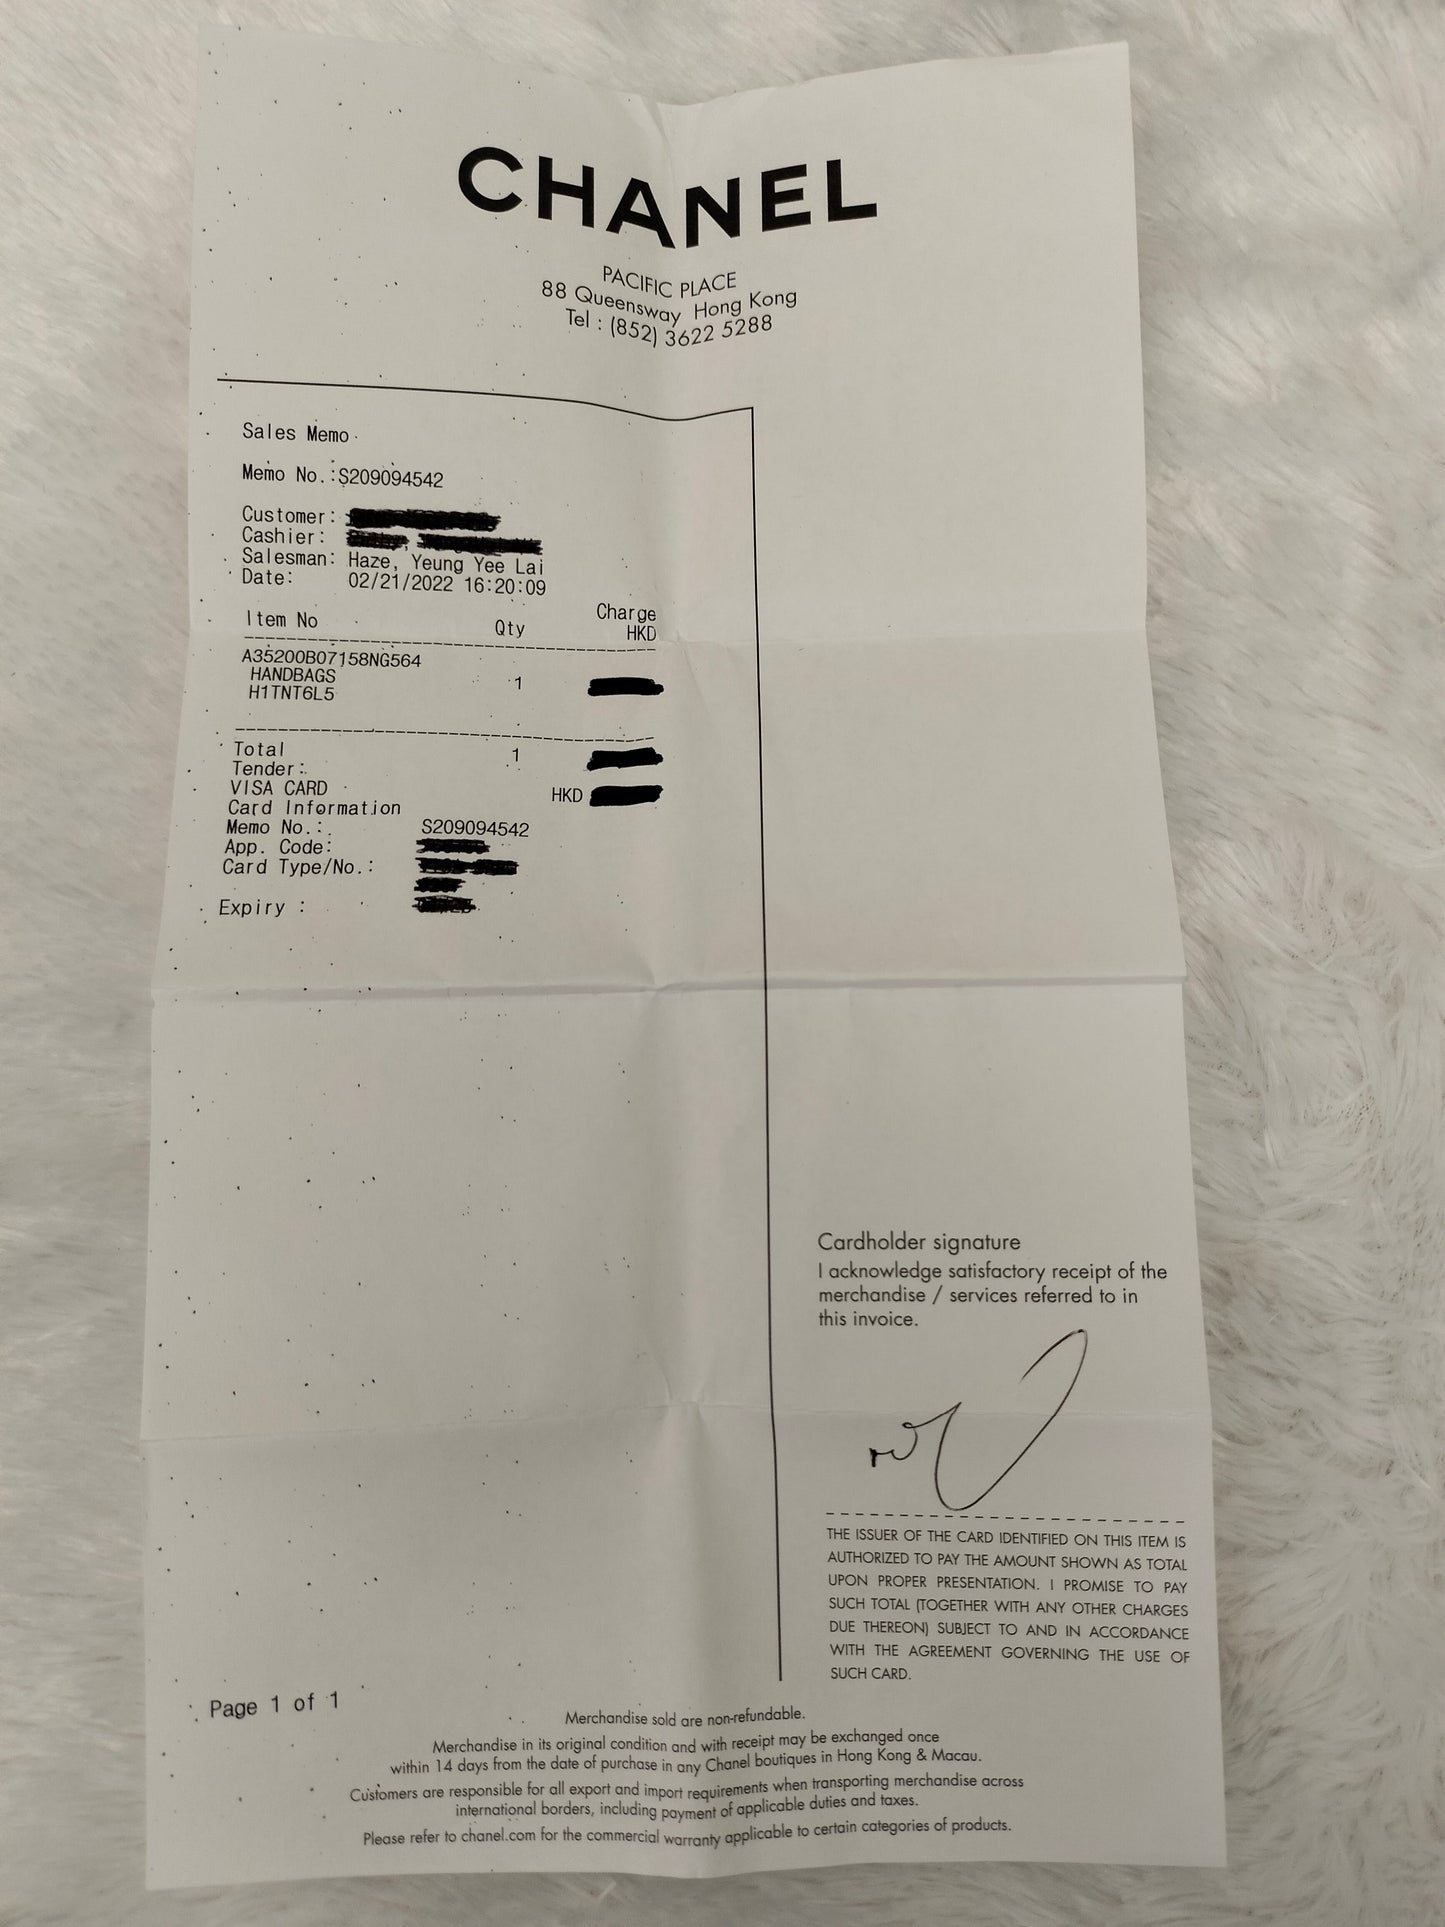 CHANEL
PACIFIC PLACE
88 Queensway Hong Kong
Tel : (852) 3622 5288
Sales Memo
Memo No.:S209094542
Customer:
Cashier:
Salesman: Haze, Yeung Yee Lai
Date: 02/21/2022 16:20:09
Item No Qty Charge
HKD
A35200B07158NG564
HANDBAGS 1
H1TNT6L5
Total 1
Tender:
VISA CARD HKD
Card Information
Memo No.: S209094542
App. Code:
Card Type/No.:
Expiry :
Cardholder signature
I acknowledge satisfactory receipt of the
merchandise / services referred to in
this invoice.
THE ISSUER OF THE CARD IDENTIFIED ON THIS ITEM IS
AUTHORIZED TO PAY THE AMOUNT SHOWN AS TOTAL
UPON PROPER PRESENTATION. I PROMISE TO PAY
SUCH TOTAL (TOGETHER WITH ANY OTHER CHARGES
DUE THEREON) SUBJECT TO AND IN ACCORDANCE
WITH THE AGREEMENT GOVERNING THE USE OF
SUCH CARD.
Page 1 of 1
Merchandise sold are non-refundable.
Merchandise in its original condition and with receipt may be exchanged once
within 14 days from the date of purchase in any Chanel boutiques in Hong Kong & Macau.
Customers are responsible for all export and import requirements when transporting merchandise across
international borders, including payment of applicable duties and taxes.
Please refer to chanel.com for the commercial warranty applicable to certain categories of products.